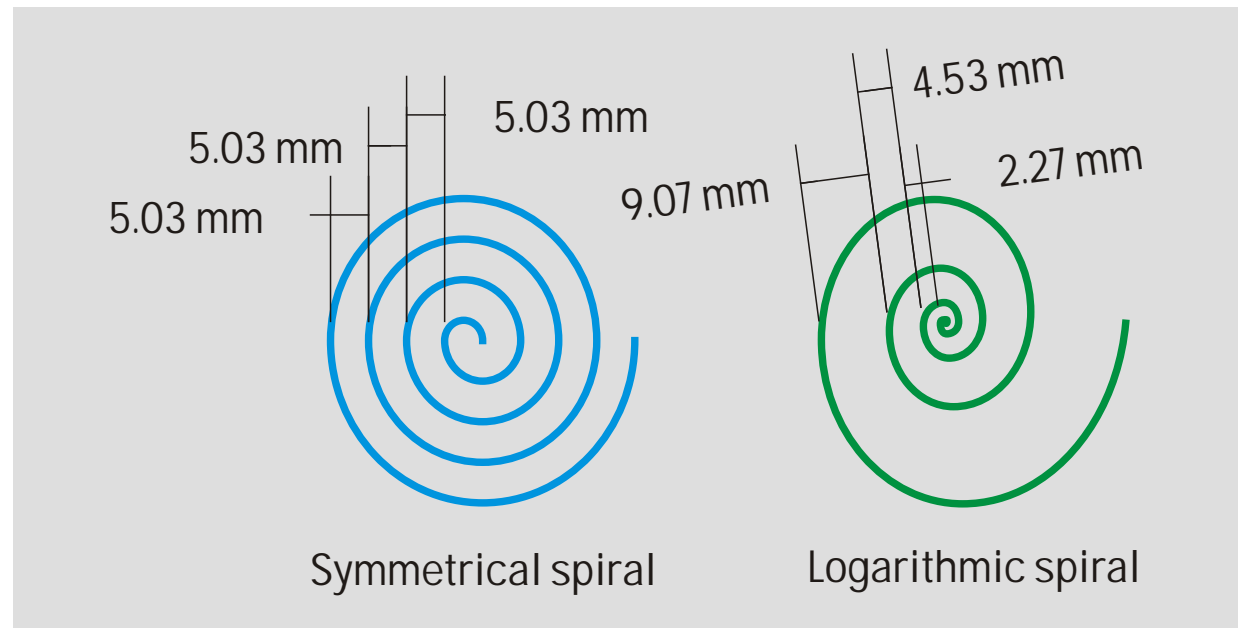 5.03 mm
5.03 mm
5.03 mm
4.53 mm
2.27 mm
9.07 mm
Symmetrical spiral
Logarithmic spiral